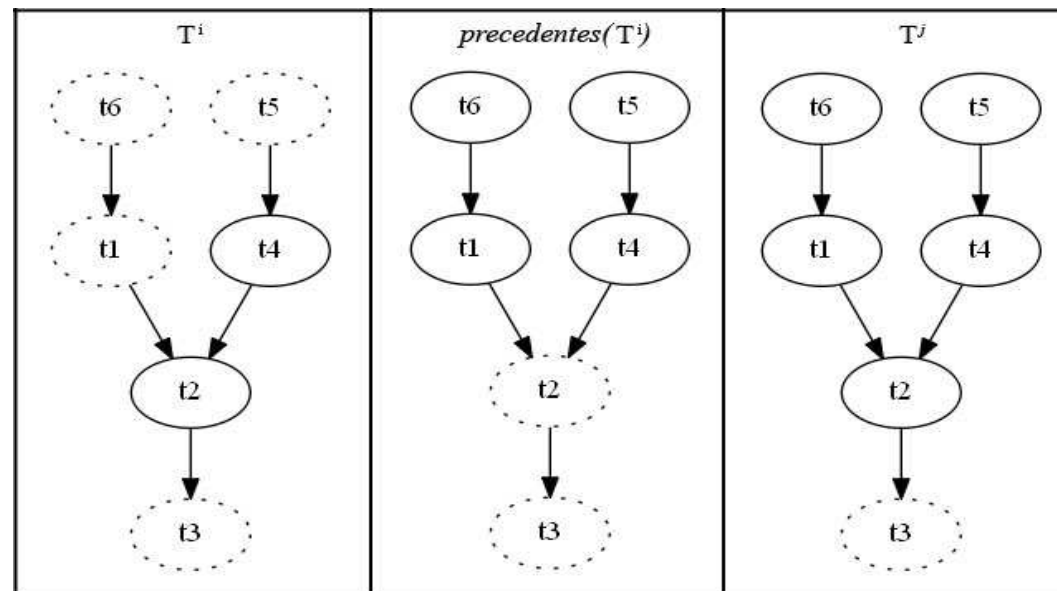 Tⁱ precedentes(Tⁱ) Tʲ
t6 t5 t6 t5 t6 t5
t1 t4 t1 t4 t1 t4
t2 t2 t2
t3 t3 t3